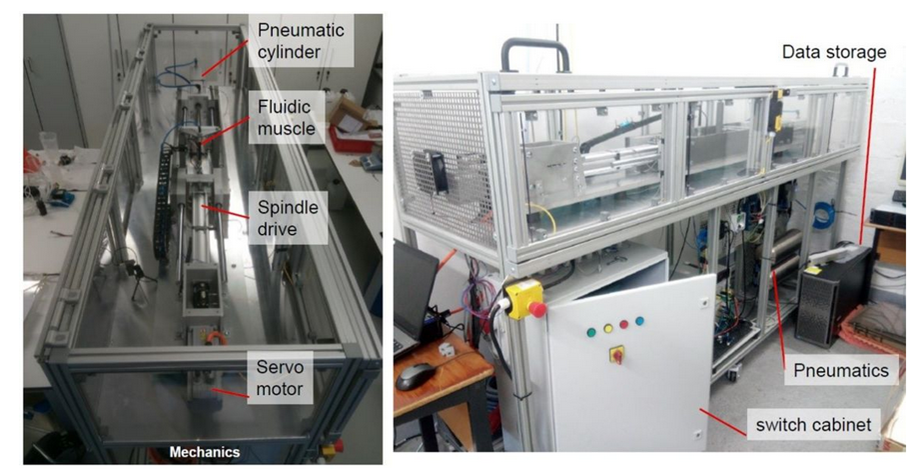 Pneumatic
cylinder
Fluidic
muscle
Spindle
drive
Servo
motor
Mechanics
Data storage
Pneumatics
switch cabinet